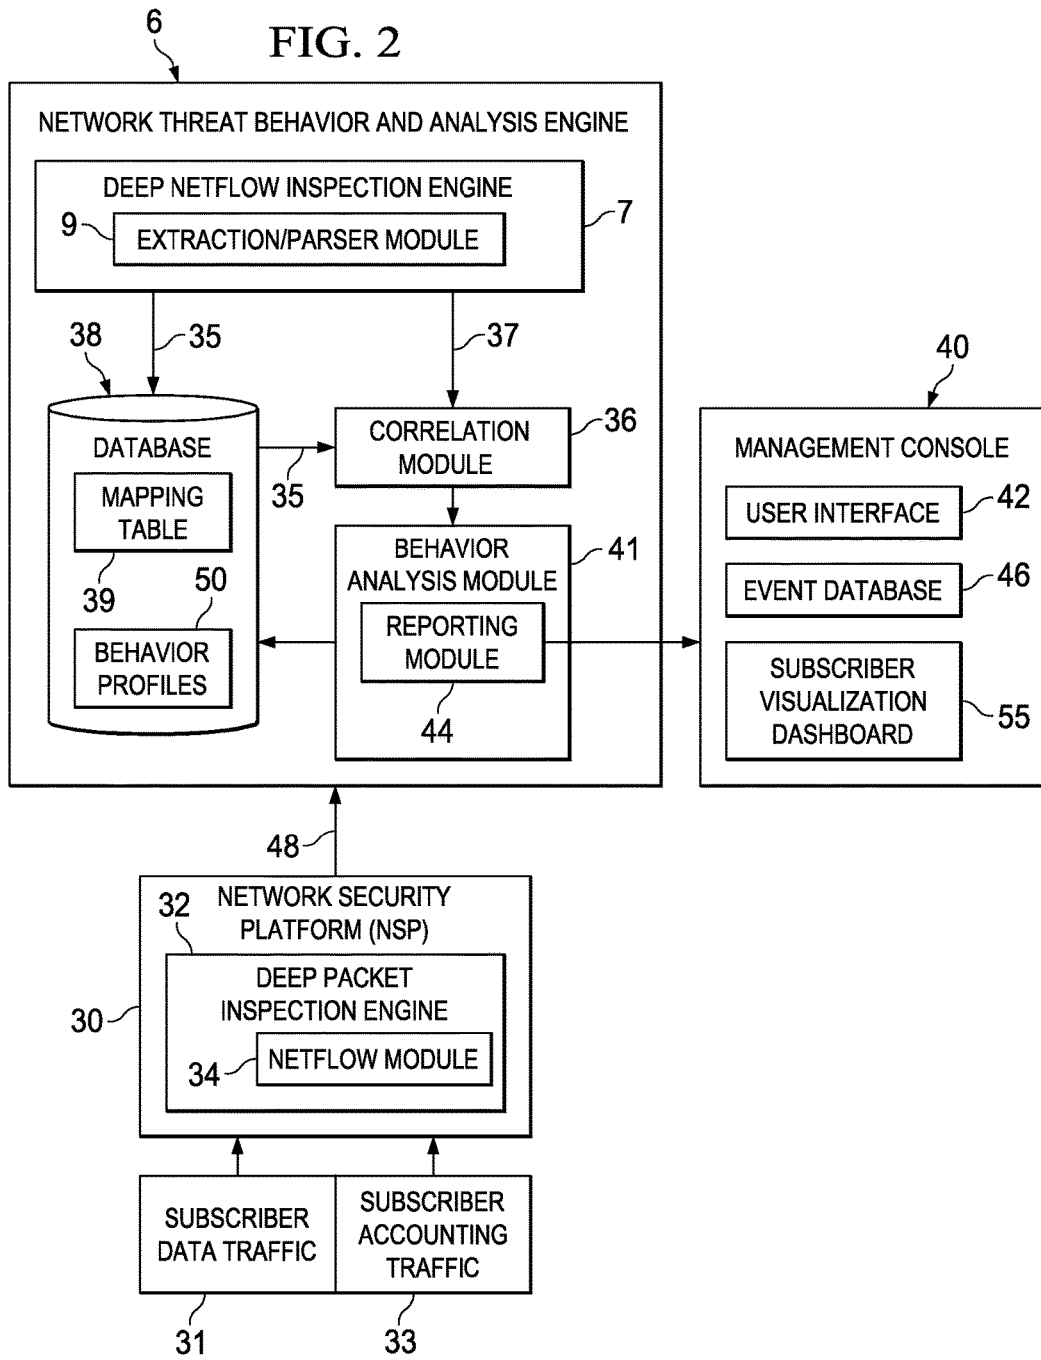 6
FIG. 2
NETWORK THREAT BEHAVIOR AND ANALYSIS ENGINE
DEEP NETFLOW INSPECTION ENGINE
9
EXTRACTION/PARSER MODULE
7
38
35
37
40
DATABASE
35
CORRELATION
MODULE
36
MANAGEMENT CONSOLE
MAPPING
TABLE
39
BEHAVIOR
ANALYSIS MODULE
41
USER INTERFACE
42
50
BEHAVIOR
PROFILES
REPORTING
MODULE
44
EVENT DATABASE
46
SUBSCRIBER
VISUALIZATION
DASHBOARD
55
48
NETWORK SECURITY
PLATFORM (NSP)
32
DEEP PACKET
INSPECTION ENGINE
30
34
NETFLOW MODULE
SUBSCRIBER
DATA TRAFFIC
SUBSCRIBER
ACCOUNTING
TRAFFIC
31
33